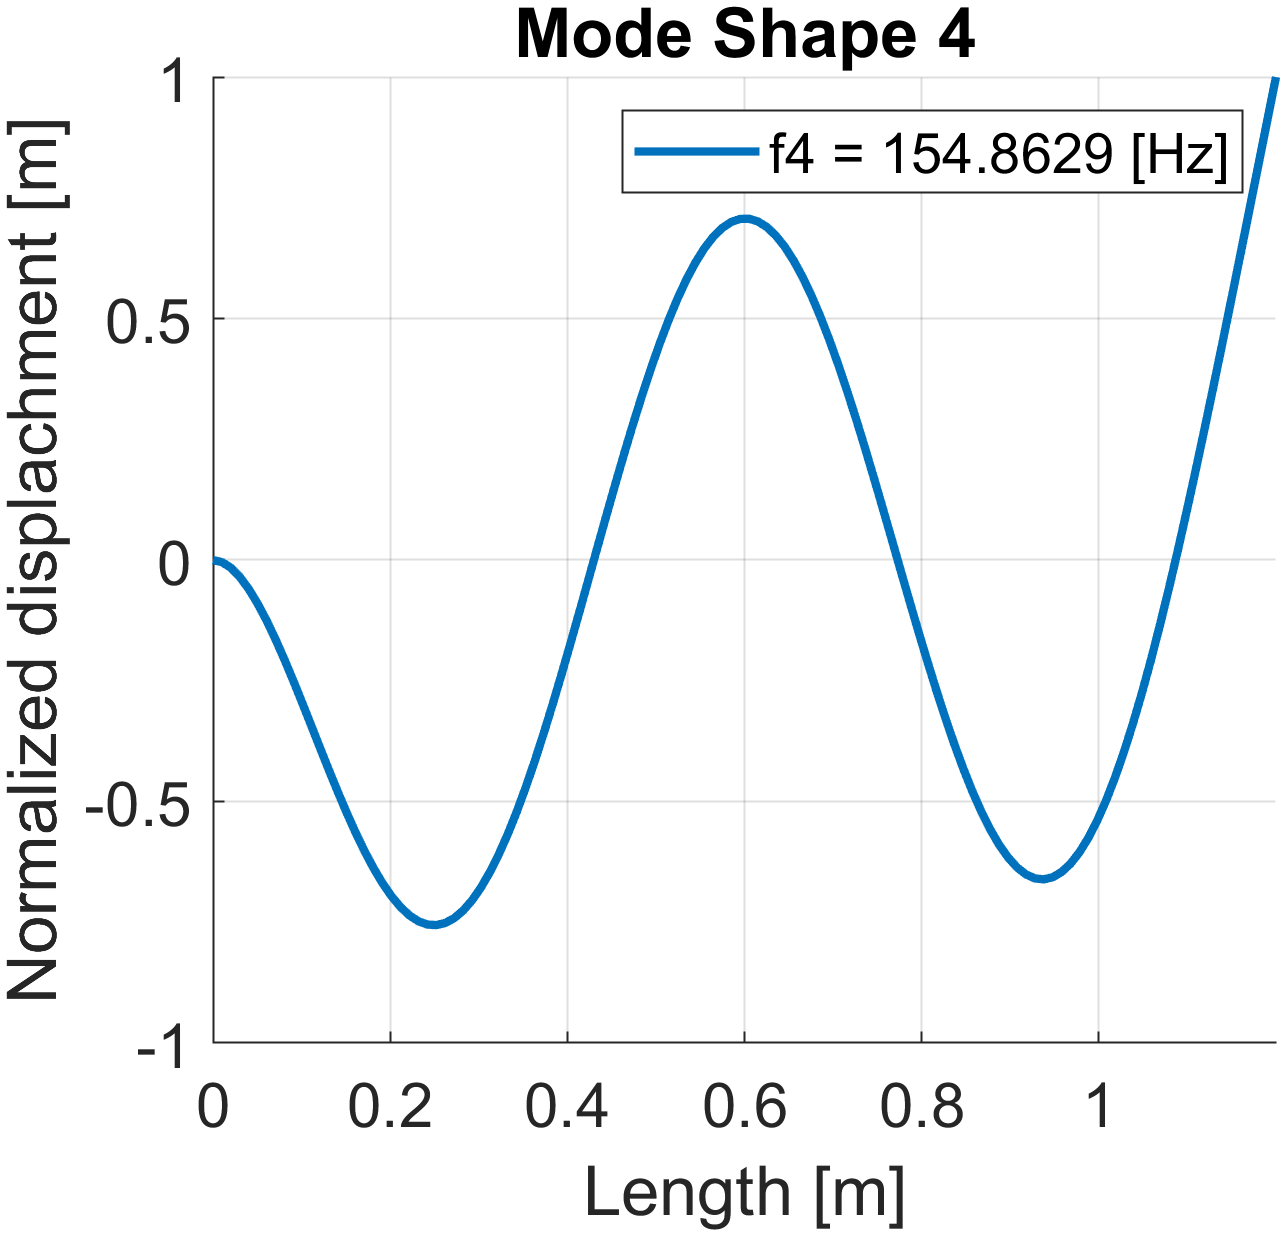 Mode Shape 4
f4 = 154.8629 [Hz]
Normalized displachment [m]
1
0.5
0
-0.5
-1
0 0.2 0.4 0.6 0.8 1
Length [m]